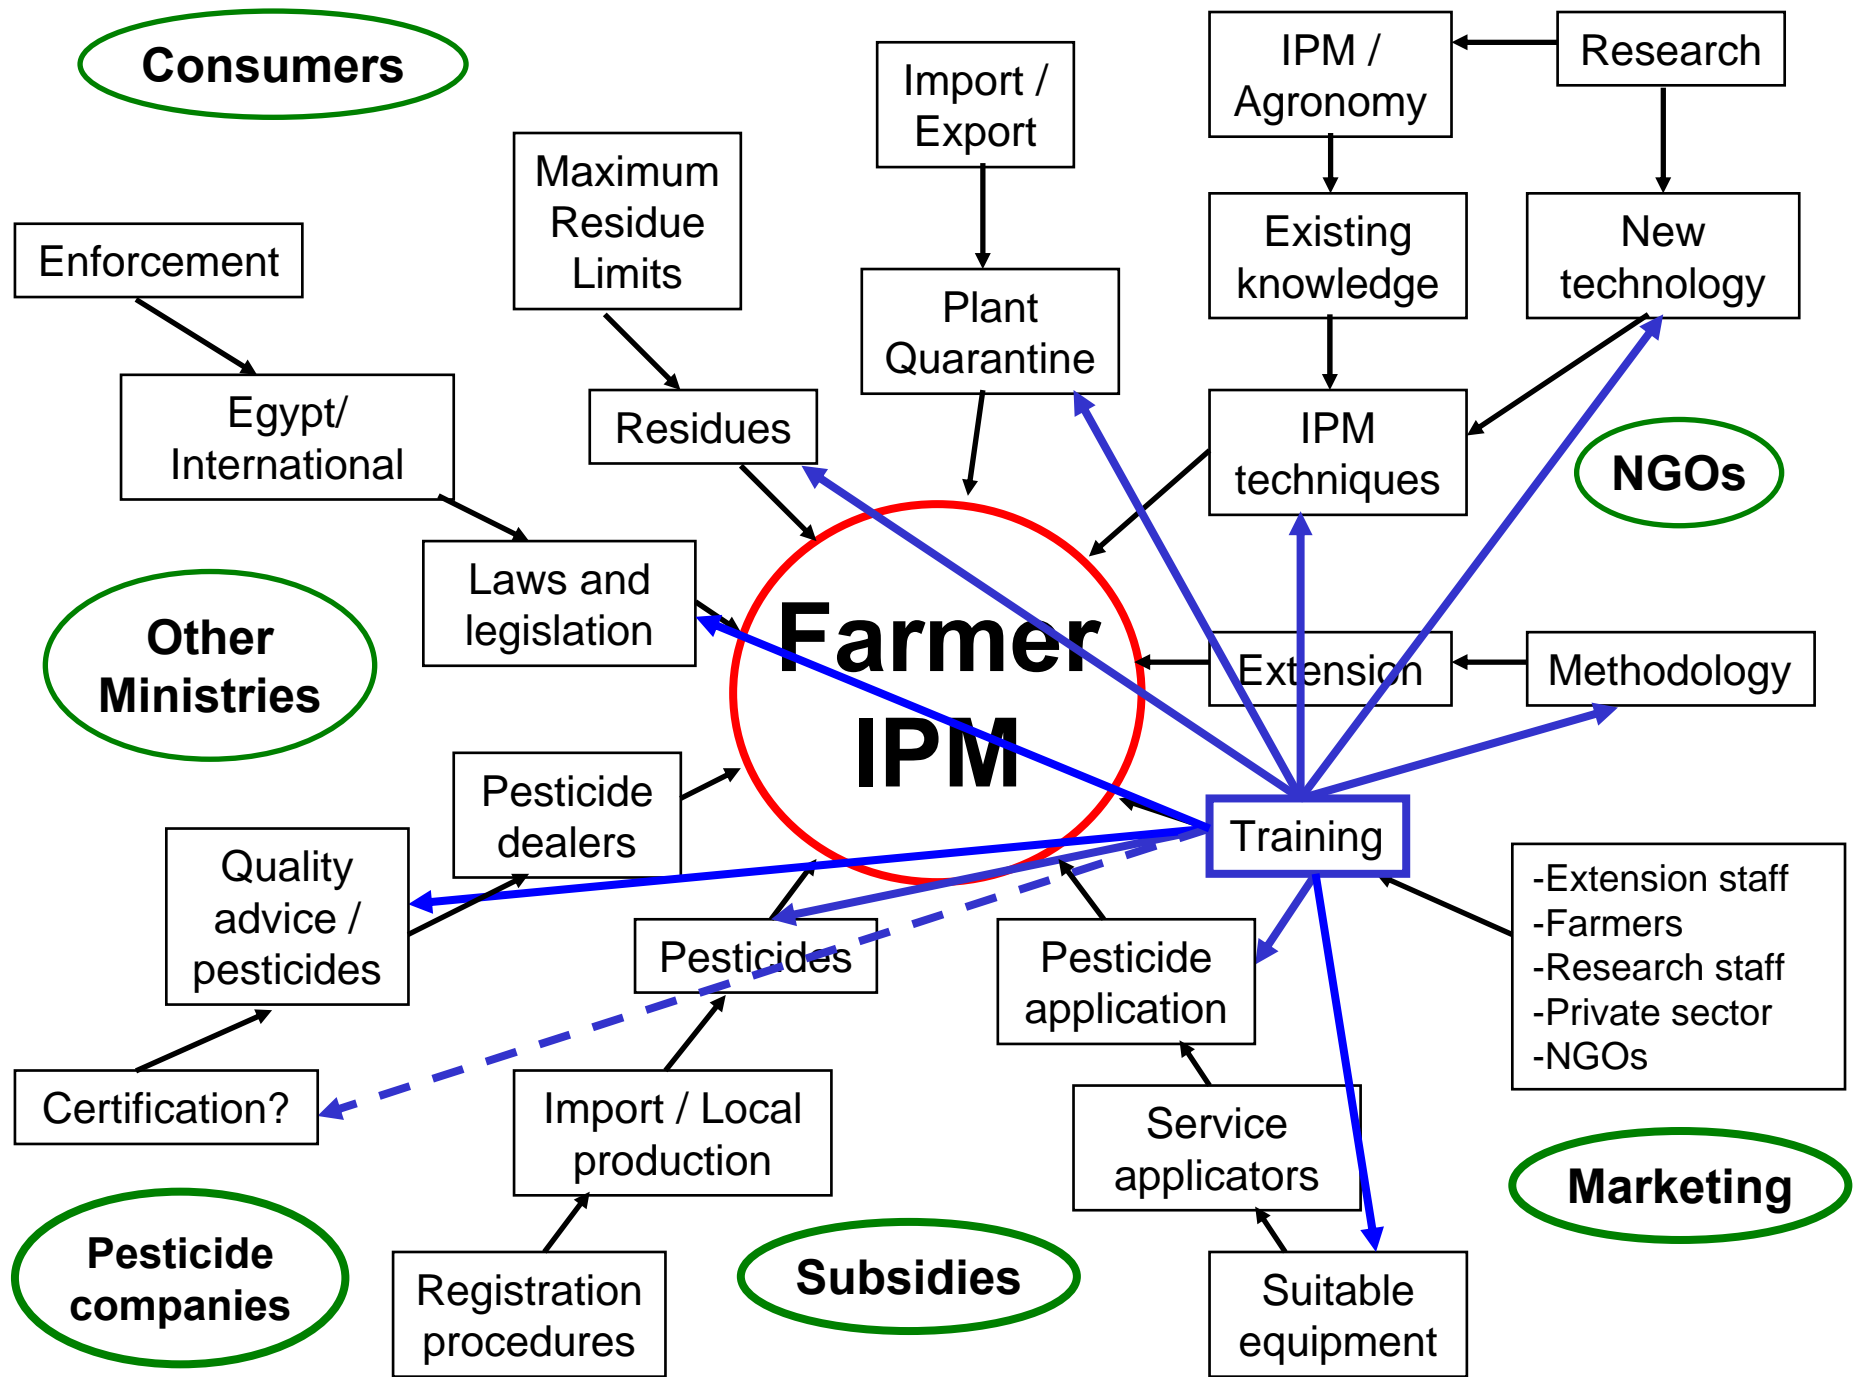 Consumers
Import /
Export
IPM /
Agronomy
Research
Maximum
Residue
Limits
Enforcement
Existing
knowledge
New
technology
Plant
Quarantine
Egypt/
International
Residues
IPM
techniques
NGOs
Laws and
legislation
Other
Ministries
Farmer
IPM
Extension
Methodology
Pesticide
dealers
Training
Quality
advice /
pesticides
-Extension staff
-Farmers
-Research staff
-Private sector
-NGOs
Pesticides
Pesticide
application
Certification?
Import / Local
production
Service
applicators
Marketing
Pesticide
companies
Registration
procedures
Subsidies
Suitable
equipment